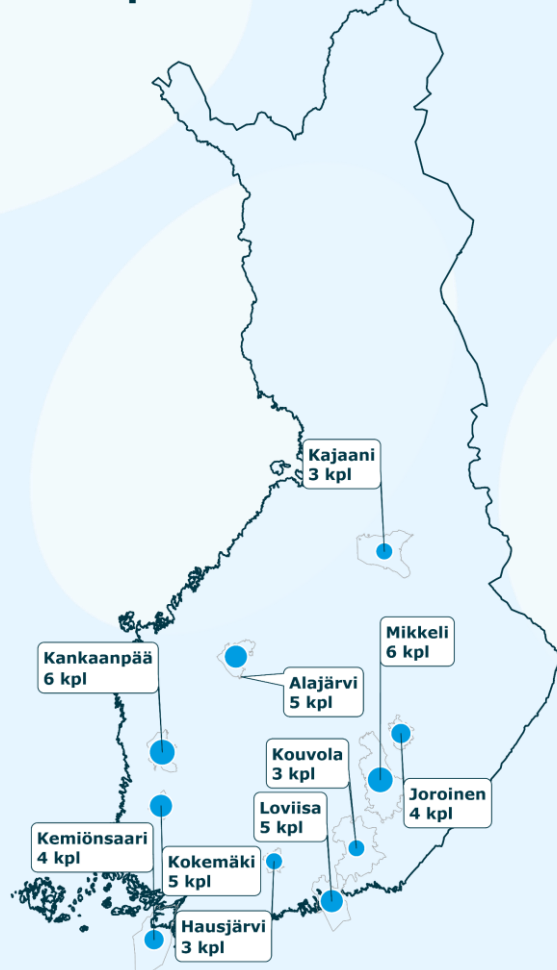 Kajaani
3 kpl
Mikkeli
6 kpl
Kankaanpää
6 kpl
Alajärvi
5 kpl
Kouvola
3 kpl
Joroinen
4 kpl
Loviisa
5 kpl
Kemiönsaari
4 kpl
Kokemäki
5 kpl
Hausjärvi
3 kpl